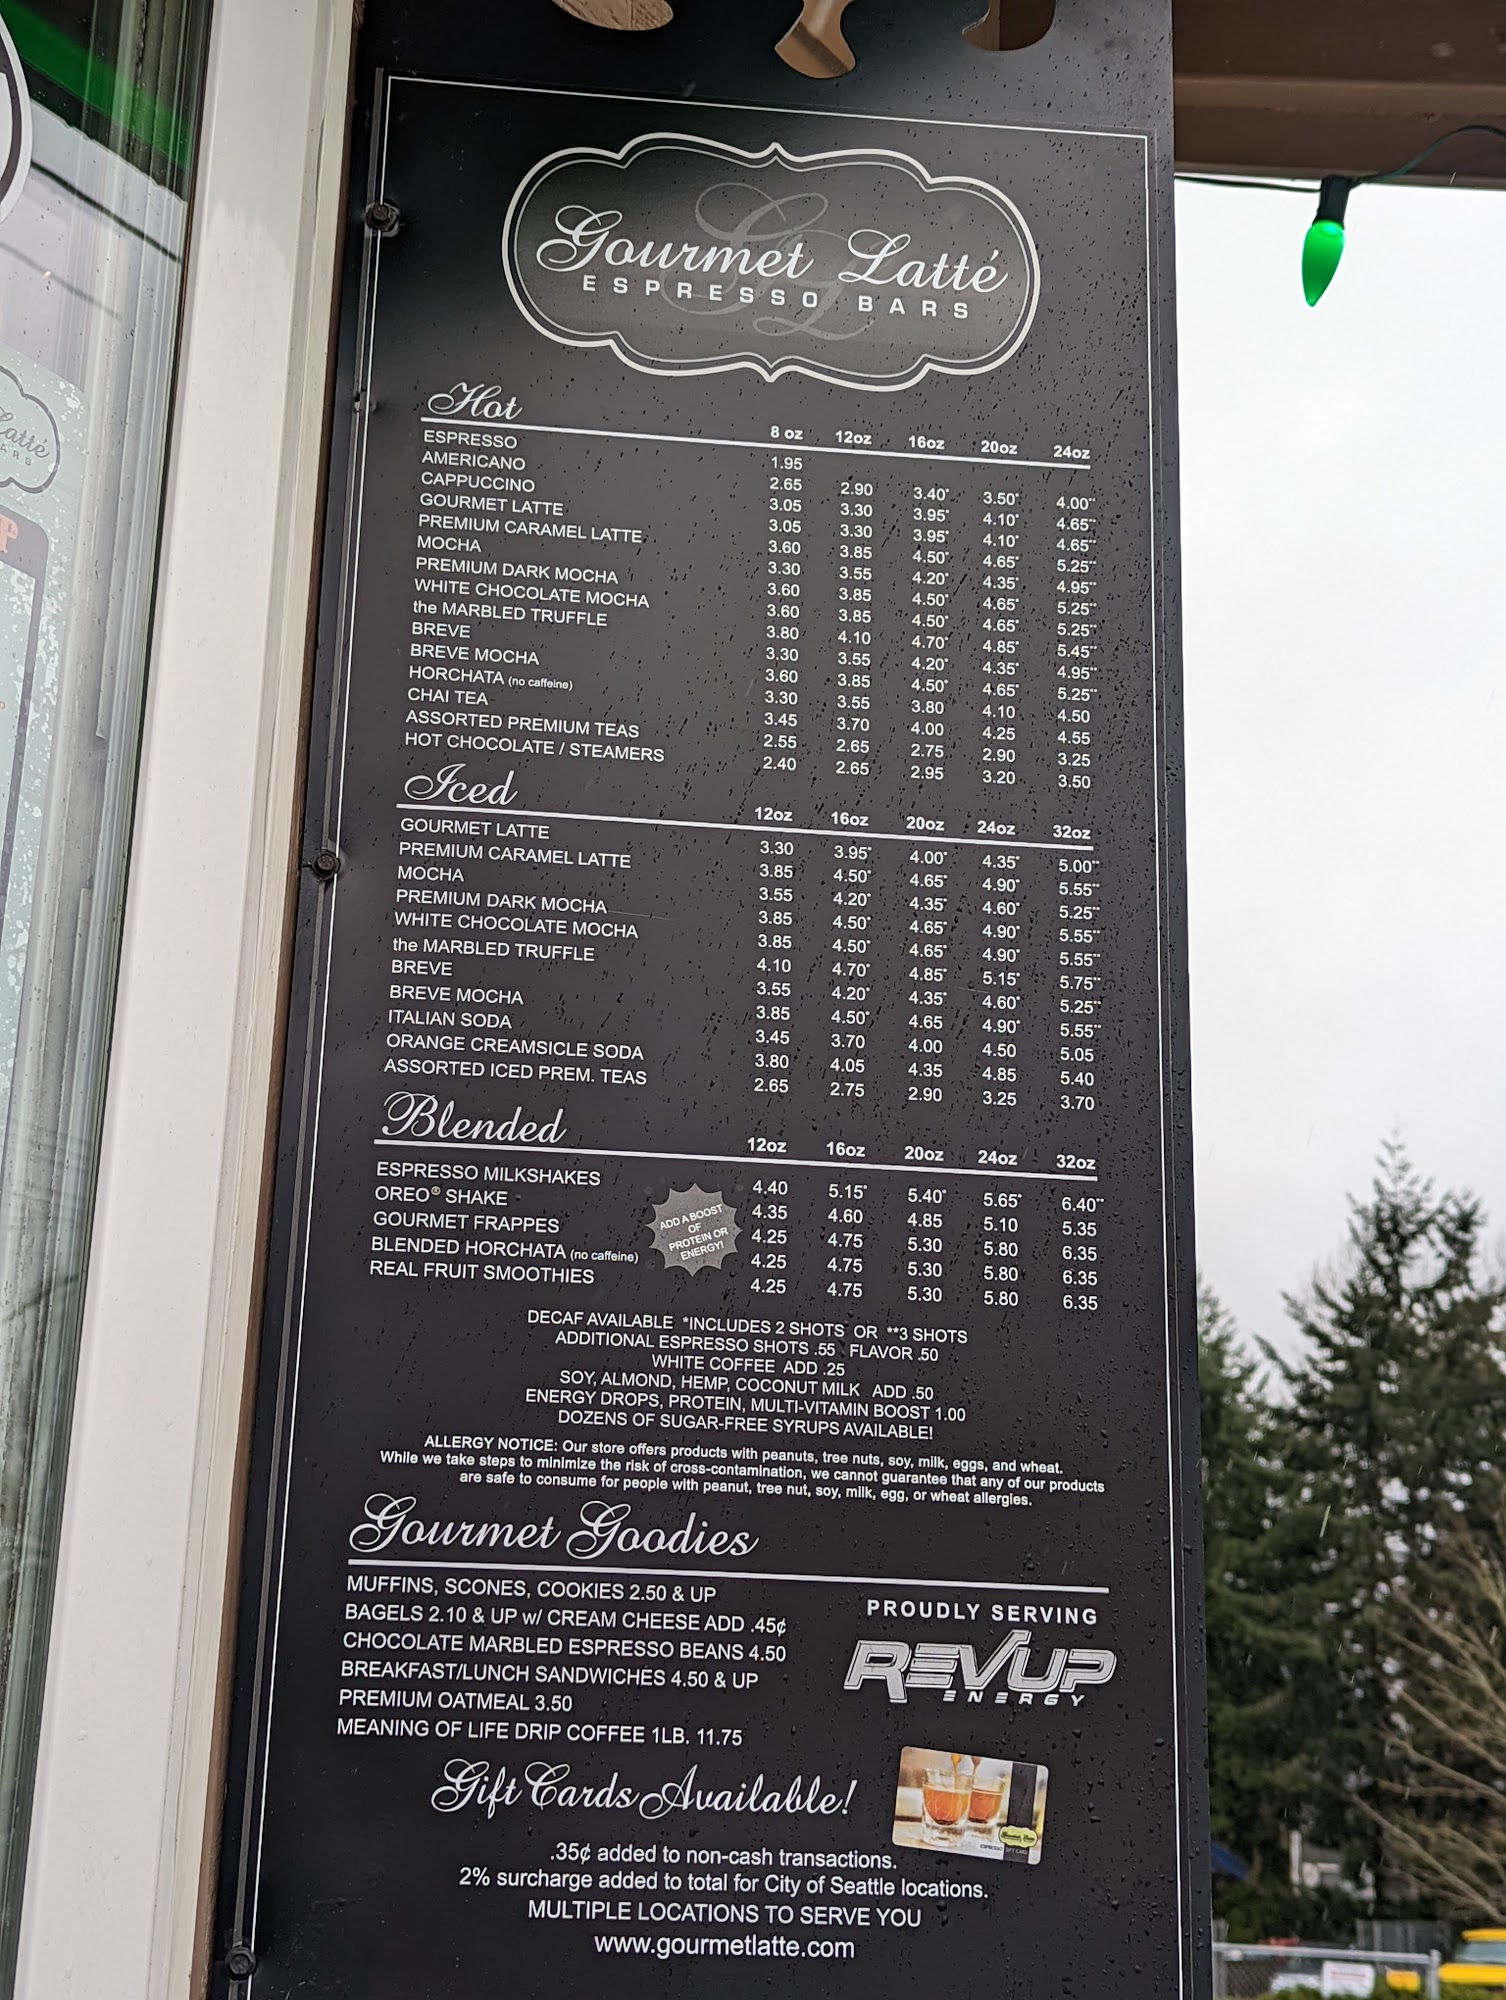 Gourmet Latté
ESPRESSO BARS
Hot 8 oz 12oz 16oz 20oz 24oz
ESPRESSO 1.95
AMERICANO 2.65 2.90 3.40* 3.50* 4.00**
CAPPUCCINO 3.05 3.30 3.95* 4.10* 4.65**
GOURMET LATTE 3.05 3.30 3.95* 4.10* 4.65**
PREMIUM CARAMEL LATTE 3.60 3.85 4.50* 4.65* 5.25**
MOCHA 3.30 3.55 4.20* 4.35* 4.95**
PREMIUM DARK MOCHA 3.60 3.85 4.50* 4.65* 5.25**
WHITE CHOCOLATE MOCHA 3.60 3.85 4.50* 4.65* 5.25**
the MARBLED TRUFFLE 3.80 4.10 4.70* 4.85* 5.45**
BREVE 3.30 3.55 4.20* 4.35* 4.95**
BREVE MOCHA 3.60 3.85 4.50* 4.65* 5.25**
HORCHATA (no caffeine) 3.30 3.55 3.80 4.10 4.50
CHAI TEA 3.45 3.70 4.00 4.25 4.55
ASSORTED PREMIUM TEAS 2.55 2.65 2.75 2.90 3.25
HOT CHOCOLATE / STEAMERS 2.40 2.65 2.95 3.20 3.50
Iced 12oz 16oz 20oz 24oz 32oz
GOURMET LATTE 3.30 3.95* 4.00* 4.35* 5.00**
PREMIUM CARAMEL LATTE 3.85 4.50* 4.65* 4.90* 5.55**
MOCHA 3.55 4.20* 4.35* 4.60* 5.25**
PREMIUM DARK MOCHA 3.85 4.50* 4.65* 4.90* 5.55**
WHITE CHOCOLATE MOCHA 3.85 4.50* 4.65* 4.90* 5.55**
the MARBLED TRUFFLE 4.10 4.70* 4.85* 5.15* 5.75**
BREVE 3.55 4.20* 4.35* 4.60* 5.25**
BREVE MOCHA 3.85 4.50* 4.65 4.90* 5.55**
ITALIAN SODA 3.45 3.70 4.00 4.50 5.05
ORANGE CREAMSICLE SODA 3.80 4.05 4.35 4.85 5.40
ASSORTED ICED PREM. TEAS 2.65 2.75 2.90 3.25 3.70
Blended 12oz 16oz 20oz 24oz 32oz
ESPRESSO MILKSHAKES 4.40 5.15* 5.40* 5.65* 6.40**
OREO® SHAKE 4.35 4.60 4.85 5.10 5.35
GOURMET FRAPPES 4.25 4.75 5.30 5.80 6.35
BLENDED HORCHATA (no caffeine) 4.25 4.75 5.30 5.80 6.35
REAL FRUIT SMOOTHIES 4.25 4.75 5.30 5.80 6.35
ADD A BOOST
OF
PROTEIN OR
ENERGY!
DECAF AVAILABLE *INCLUDES 2 SHOTS OR **3 SHOTS
ADDITIONAL ESPRESSO SHOTS .55 FLAVOR .50
WHITE COFFEE ADD .25
SOY, ALMOND, HEMP, COCONUT MILK ADD .50
ENERGY DROPS, PROTEIN, MULTI-VITAMIN BOOST 1.00
DOZENS OF SUGAR-FREE SYRUPS AVAILABLE!
ALLERGY NOTICE: Our store offers products with peanuts, tree nuts, soy, milk, eggs, and wheat.
While we take steps to minimize the risk of cross-contamination, we cannot guarantee that any of our products
are safe to consume for people with peanut, tree nut, soy, milk, egg, or wheat allergies.
Gourmet Goodies
MUFFINS, SCONES, COOKIES 2.50 & UP
BAGELS 2.10 & UP w/ CREAM CHEESE ADD .45¢
CHOCOLATE MARBLED ESPRESSO BEANS 4.50
BREAKFAST/LUNCH SANDWICHES 4.50 & UP
PREMIUM OATMEAL 3.50
MEANING OF LIFE DRIP COFFEE 1LB. 11.75
PROUDLY SERVING
REVUP
ENERGY
Gift Cards Available!
.35¢ added to non-cash transactions.
2% surcharge added to total for City of Seattle locations.
MULTIPLE LOCATIONS TO SERVE YOU
www.gourmetlatte.com